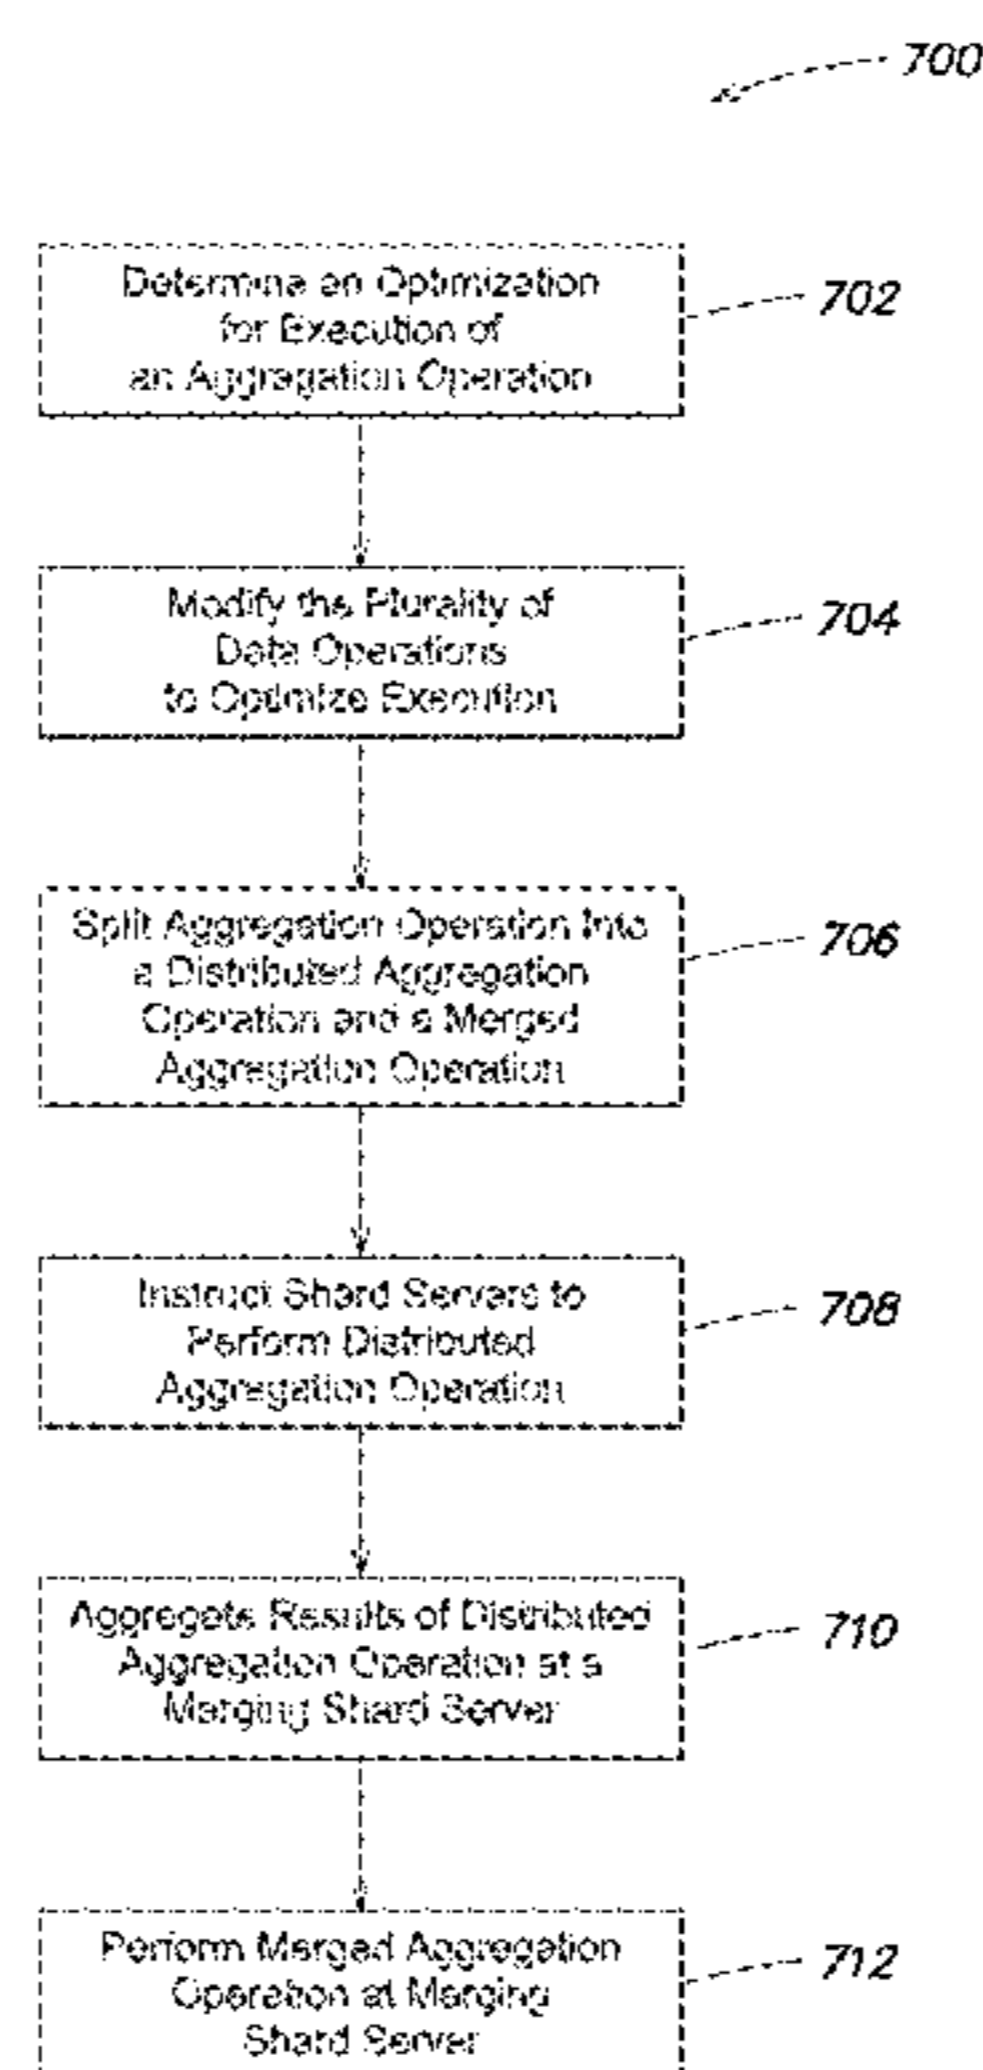 700
Determine an Optimization
for Execution of
an Aggragation Operation
702
Modify the Plurality of
Data Operations
to Optimize Execution
704
Split Aggregation Operation Into
a Distributed Aggregation
Operation and a Merged
Aggregation Operation
706
Instruct Shard Servers to
Perform Distributed
Aggregation Operation
708
Aggregate Results of Distributed
Aggregation Operation at a
Merging Shard Server
710
Perform Merged Aggregation
Operation at Merging
Shard Server
712